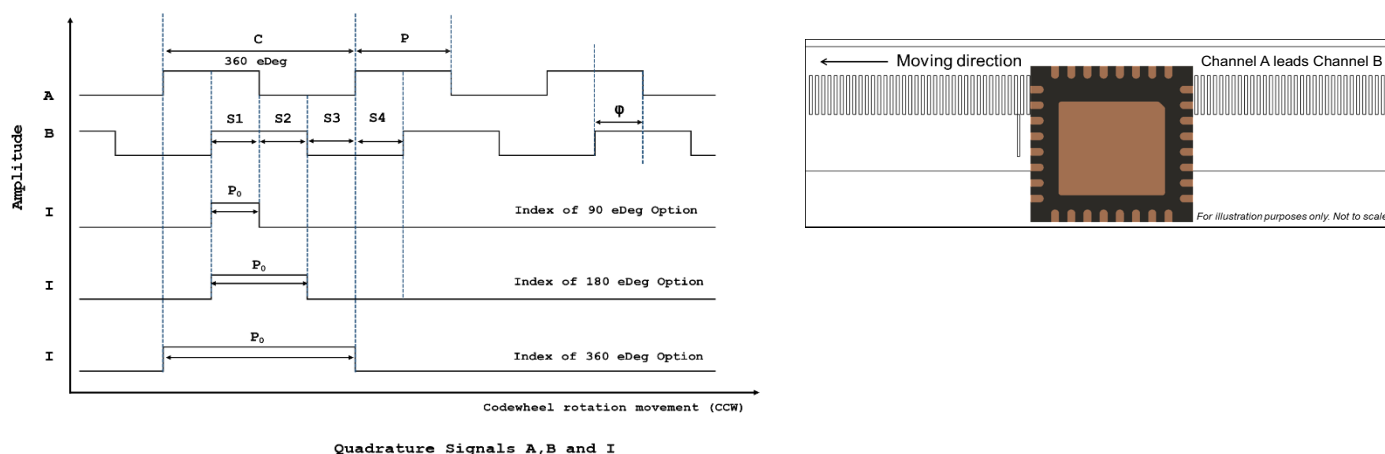 C
P
360 eDeg
A
φ
B
S1 S2 S3 S4
Amplitude
P0
I
Index of 90 eDeg Option
P0
I
Index of 180 eDeg Option
P0
I
Index of 360 eDeg Option
Codewheel rotation movement (CCW)
Quadrature Signals A,B and I
Moving direction
Channel A leads Channel B
For illustration purposes only. Not to scale